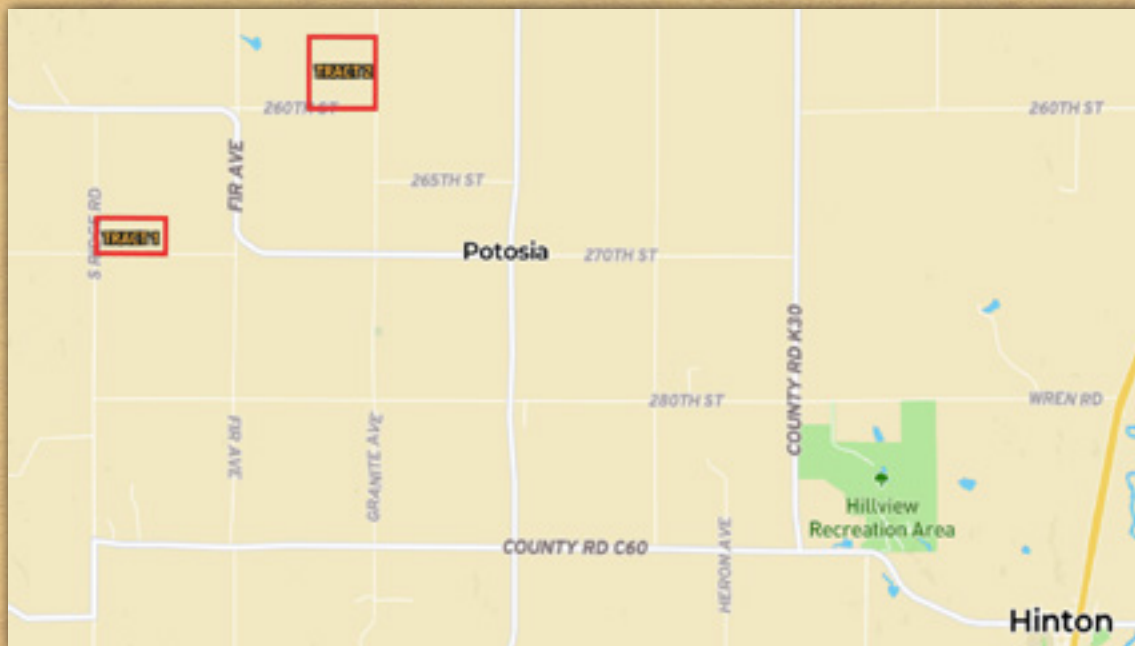 TRACT 2
260TH ST
260TH ST
FIR AVE
265TH ST
S RIDGE RD
TRACT 1
Potosia
270TH ST
COUNTY RD K30
280TH ST
WREN RD
FIR AVE
GRANITE AVE
Hillview
Recreation Area
COUNTY RD C60
HERON AVE
Hinton